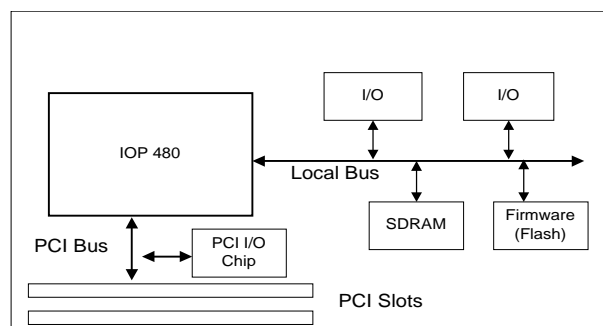 I/O
I/O
IOP 480
Local Bus
SDRAM
Firmware
(Flash)
PCI Bus
PCI I/O
Chip
PCI Slots